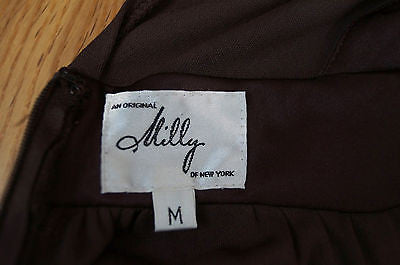 AN ORIGINAL
Milly
OF NEW YORK
M